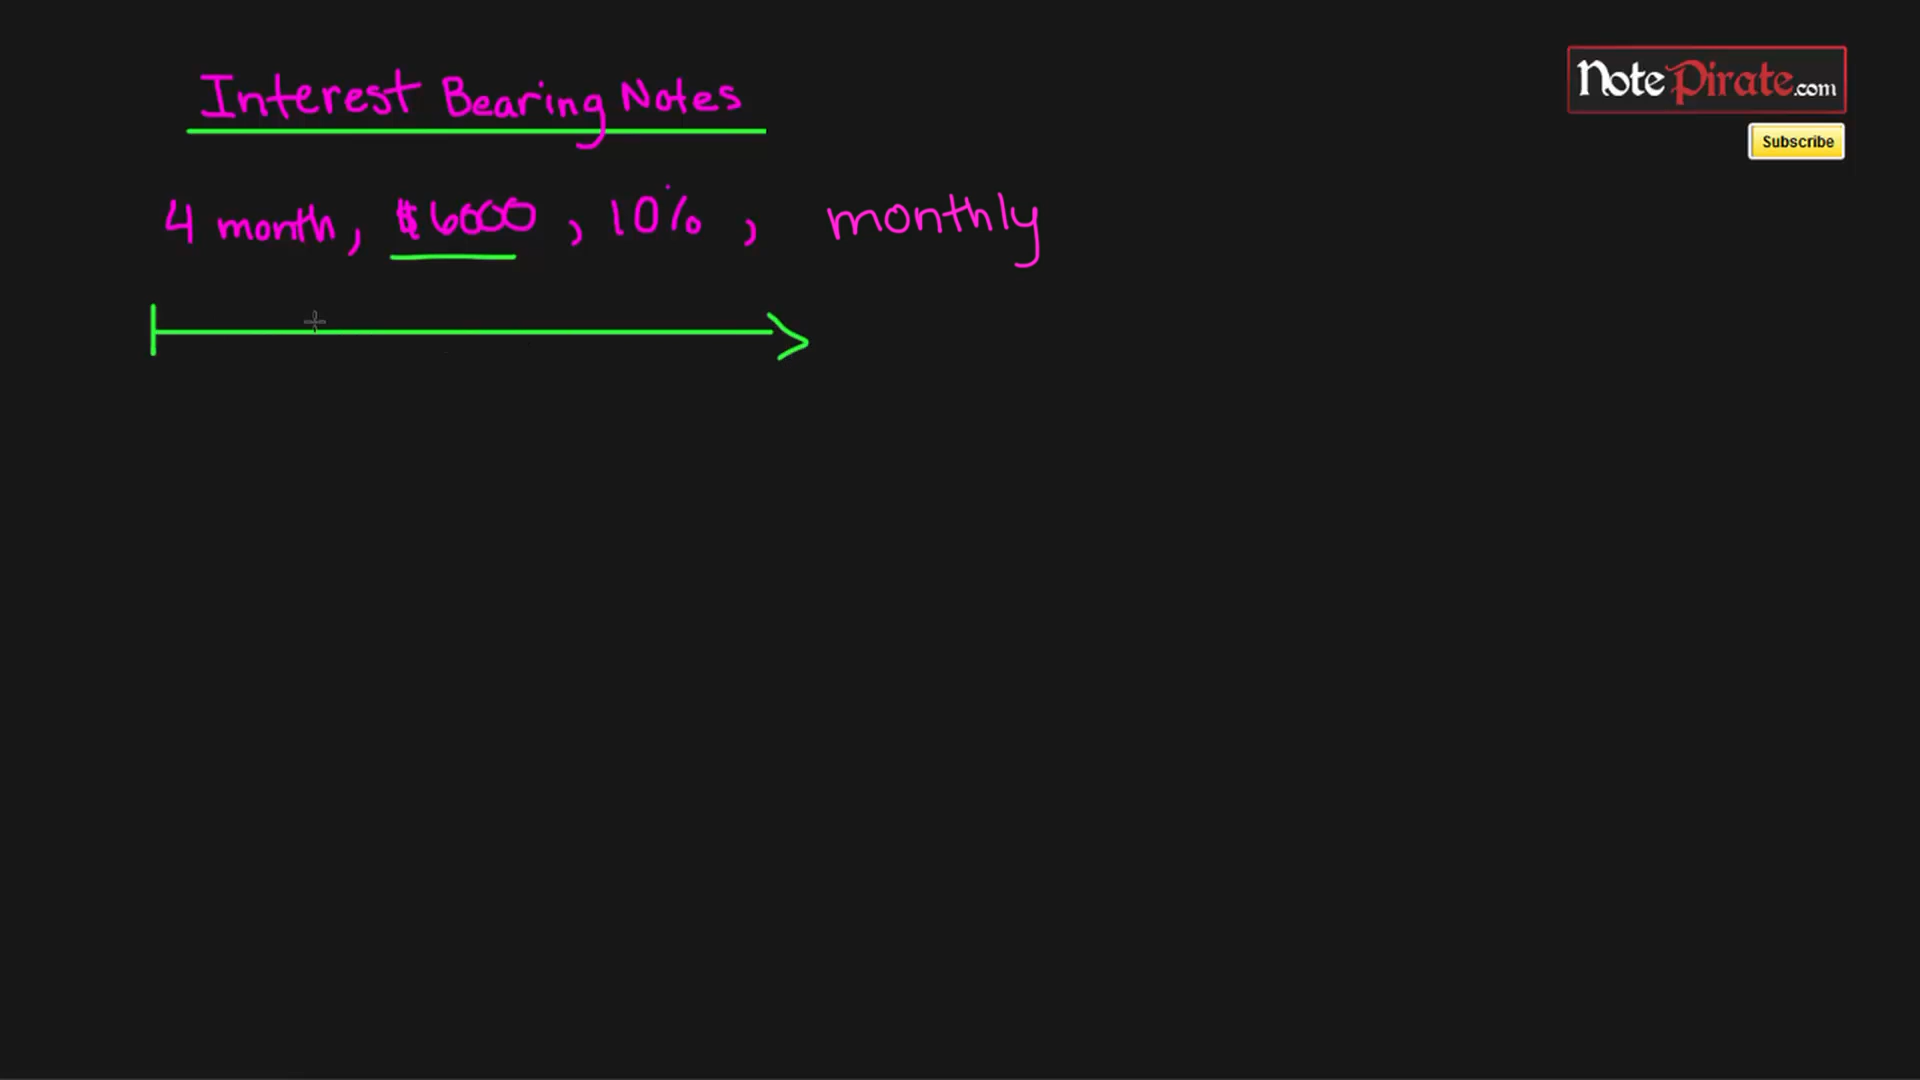 Interest Bearing Notes
NotePirate.com
Subscribe
4 month, $6000, 10%, monthly